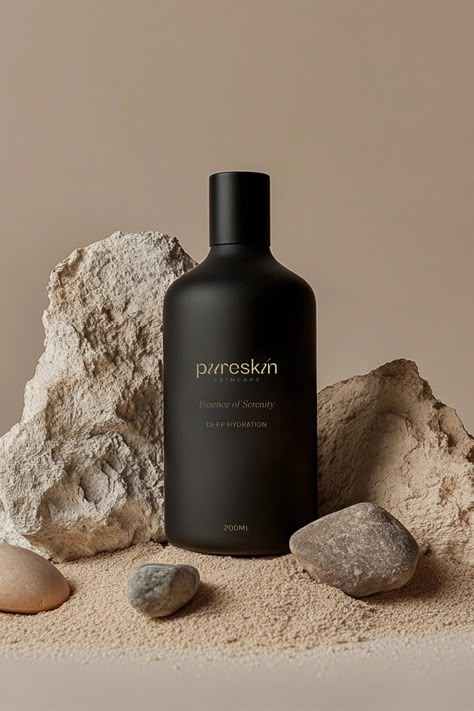 pureskin
SKINCARE
Essence of Serenity
DEEP HYDRATION
200ML